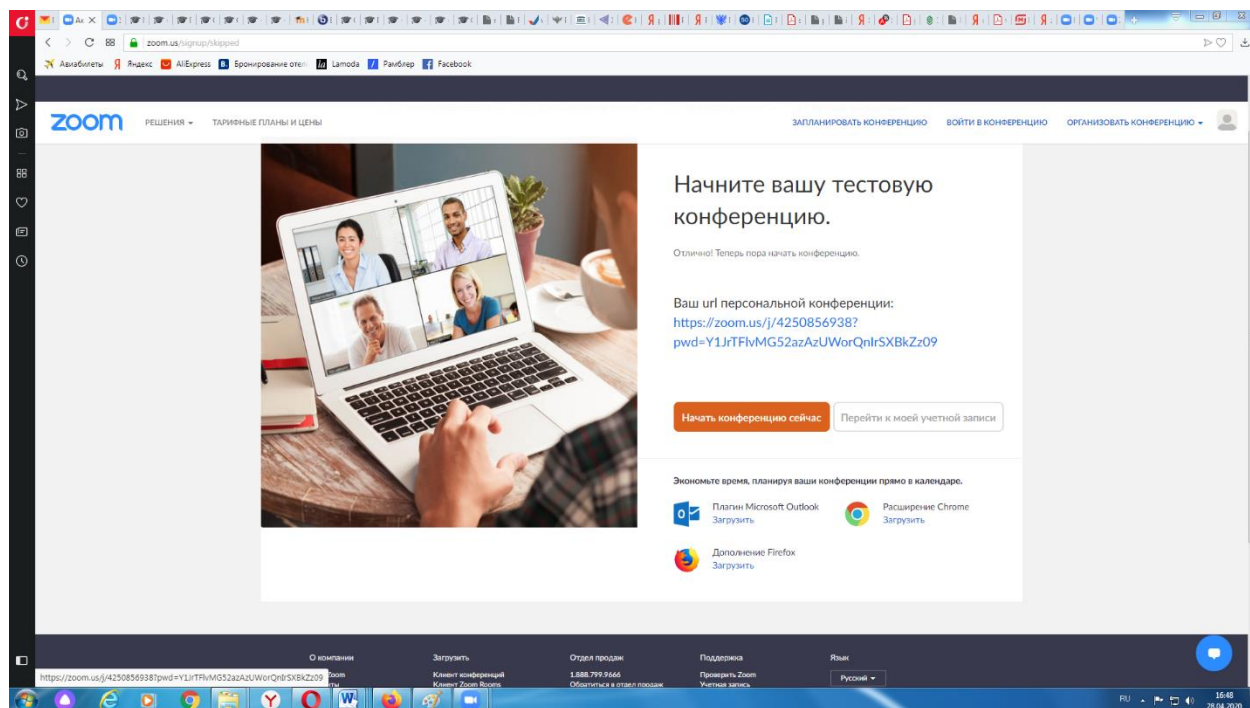 zoom.us/signup/skipped
Авиабилеты Яндекс AliExpress Бронирование отел Lamoda Рамблер Facebook
zoom РЕШЕНИЯ ТАРИФНЫЕ ПЛАНЫ И ЦЕНЫ ЗАПЛАНИРОВАТЬ КОНФЕРЕНЦИЮ ВОЙТИ В КОНФЕРЕНЦИЮ ОРГАНИЗОВАТЬ КОНФЕРЕНЦИЮ
Начните вашу тестовую
конференцию.
Отлично! Теперь пора начать конференцию.
Ваш url персональной конференции:
https://zoom.us/j/4250856938?
pwd=Y1JrTFlvMG52azAzUWorQnlrSXBkZz09
Начать конференцию сейчас Перейти к моей учетной записи
Экономьте время, планируя ваши конференции прямо в календаре.
Плагин Microsoft Outlook Расширение Chrome
Загрузить Загрузить
Дополнение Firefox
Загрузить
О компании Загрузить Отдел продаж Поддержка Язык
Клиент конференций 1.888.799.9666 Проверить Zoom Русский
Клиент Zoom Rooms Обратиться в отдел продаж Учетная запись
https://zoom.us/j/4250856938?pwd=Y1JrTFlvMG52azAzUWorQnlrSXBkZz09
RU 16:48
28.04.2020